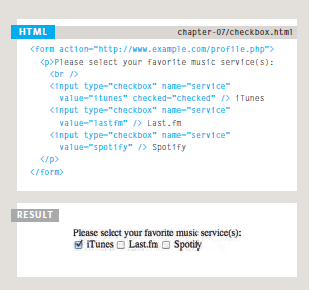 HTML
chapter-07/checkbox.html
<form action="http://www.example.com/profile.php">
<p>Please select your favorite music service(s):
<br />
<input type="checkbox" name="service"
value="itunes" checked="checked" /> iTunes
<input type="checkbox" name="service"
value="lastfm" /> Last.fm
<input type="checkbox" name="service"
value="spotify" /> Spotify
</p>
</form>
RESULT
Please select your favorite music service(s):
iTunes Last.fm Spotify